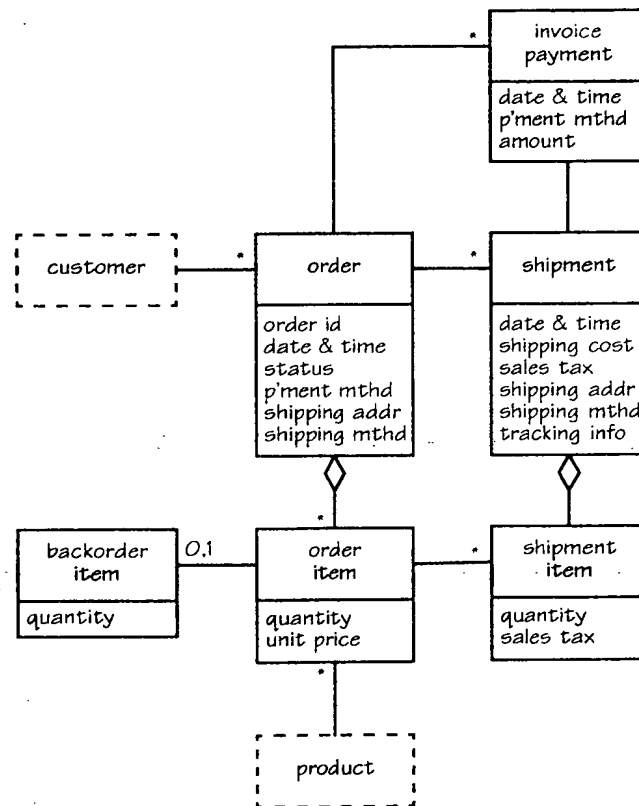 *
invoice
payment
date & time
p'ment mthd
amount
customer
*
order
*
shipment
order id
date & time
status
p'ment mthd
shipping addr
shipping mthd
date & time
shipping cost
sales tax
shipping addr
shipping mthd
tracking info
*
backorder
item
0,1
order
item
*
shipment
item
quantity
quantity
unit price
quantity
sales tax
*
product